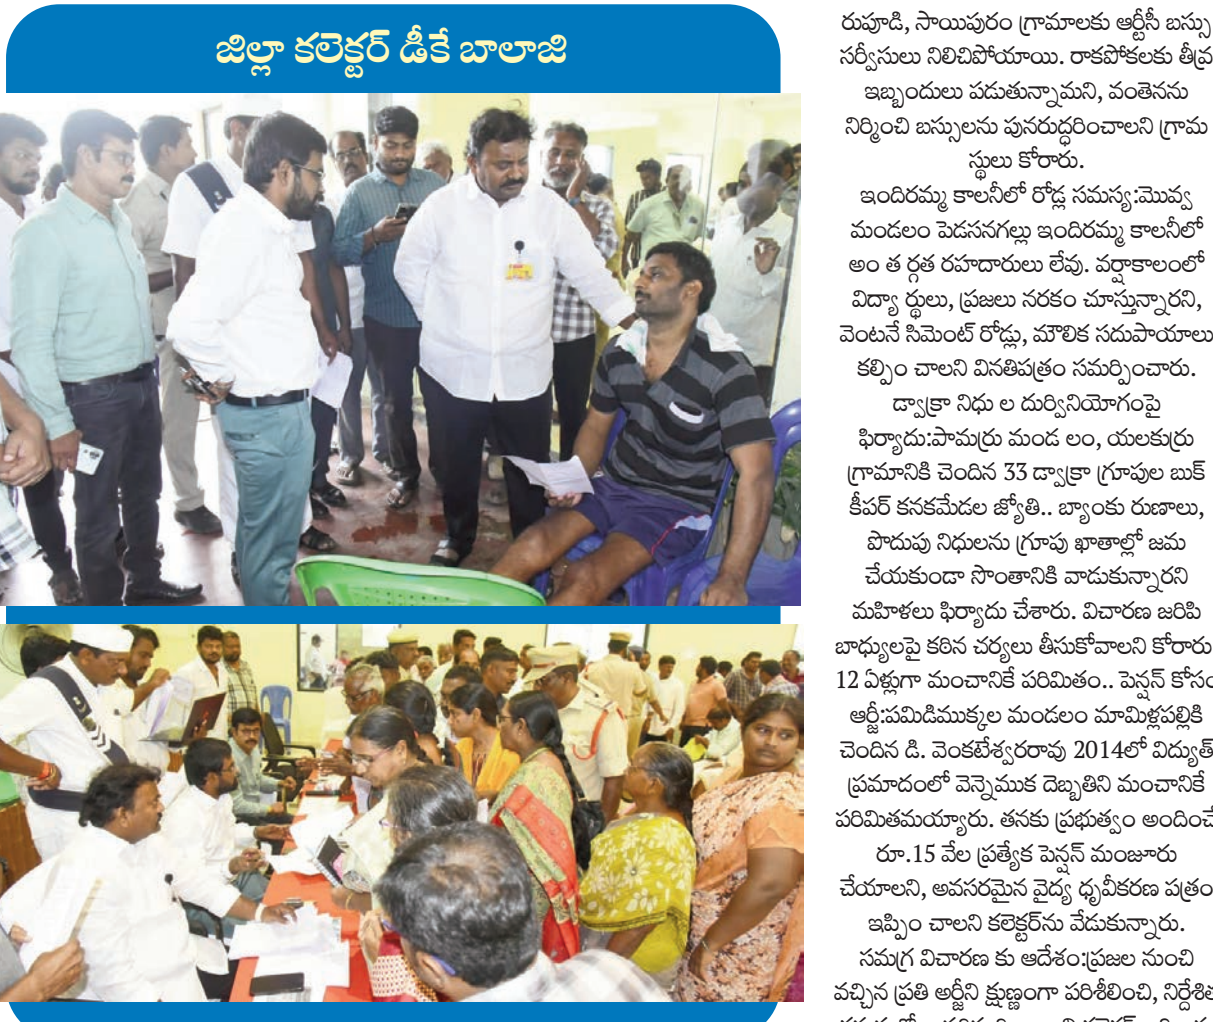 జిల్లా కలెక్టర్ డీకే బాలాజి
రుపూడి, సాయిపురం గ్రామాలకు ఆర్టీసీ బస్సు
సర్వీసులు నిలిచిపోయాయి. రాకపోకలకు తీవ్ర
ఇబ్బందులు పడుతున్నామని, వంతెనను
నిర్మించి బస్సులను పునరుద్ధరించాలని గ్రామ
స్థులు కోరారు.
ఇందిరమ్మ కాలనీలో రోడ్ల సమస్య:మొవ్వ
మండలం పెడసనగల్లు ఇందిరమ్మ కాలనీలో
అం త ర్గత రహదారులు లేవు. వర్షాకాలంలో
విద్యా ర్థులు, ప్రజలు నరకం చూస్తున్నారని,
వెంటనే సిమెంట్ రోడ్లు, మౌలిక సదుపాయాలు
కల్పిం చాలని వినతిపత్రం సమర్పించారు.
డ్వాక్రా నిధు ల దుర్వినియోగంపై
ఫిర్యాదు:పామర్రు మండ లం, యలకుర్రు
గ్రామానికి చెందిన 33 డ్వాక్రా గ్రూపుల బుక్
కీపర్ కనకమేడల జ్యోతి.. బ్యాంకు రుణాలు,
పొదుపు నిధులను గ్రూపు ఖాతాల్లో జమ
చేయకుండా సొంతానికి వాడుకున్నారని
మహిళలు ఫిర్యాదు చేశారు. విచారణ జరిపి
బాధ్యులపై కఠిన చర్యలు తీసుకోవాలని కోరారు
12 ఏళ్లుగా మంచానికే పరిమితం.. పెన్షన్ కోసం
ఆర్జీ:పమిడిముక్కల మండలం మామిళ్లపల్లికి
చెందిన డి. వెంకటేశ్వరరావు 2014లో విద్యుత్
ప్రమాదంలో వెన్నెముక దెబ్బతిని మంచానికే
పరిమితమయ్యారు. తనకు ప్రభుత్వం అందించే
రూ.15 వేల ప్రత్యేక పెన్షన్ మంజూరు
చేయాలని, అవసరమైన వైద్య ధృవీకరణ పత్రం
ఇప్పిం చాలని కలెక్టర్‌ను వేడుకున్నారు.
సమగ్ర విచారణ కు ఆదేశం:ప్రజల నుంచి
వచ్చిన ప్రతి అర్జీని క్షుణ్ణంగా పరిశీలించి,